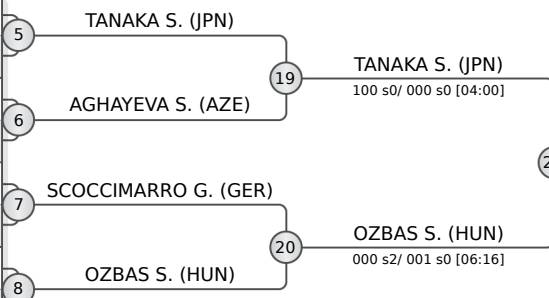 TANAKA S. (JPN)
5
19
TANAKA S. (JPN)
100 s0/ 000 s0 [04:00]
AGHAYEVA S. (AZE)
6
SCOCCIMARRO G. (GER)
7
20
OZBAS S. (HUN)
000 s2/ 001 s0 [06:16]
OZBAS S. (HUN)
8